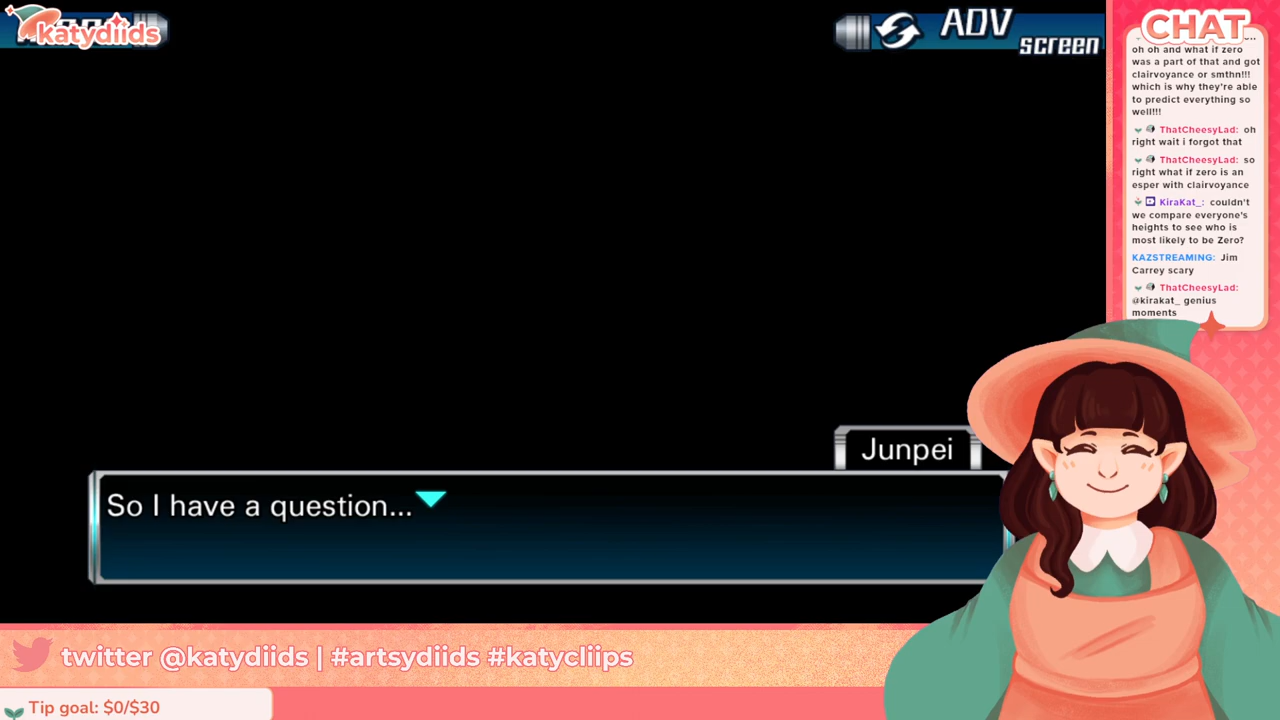 katydiids
ADV
screen
CHAT
oh oh and what if zero
was a part of that and got
clairvoyance or smthn!!!
which is why they're able
to predict everything so
well!!!
ThatCheesyLad: oh
right wait i forgot that
ThatCheesyLad: so
right what if zero is an
esper with clairvoyance
KiraKat_: couldn't
we compare everyone's
heights to see who is
most likely to be Zero?
KAZSTREAMING: Jim
Carrey scary
ThatCheesyLad:
@kirakat_ genius
moments
Junpei
So I have a question...
twitter @katydiids | #artsydiids #katycliips
Tip goal: $0/$30